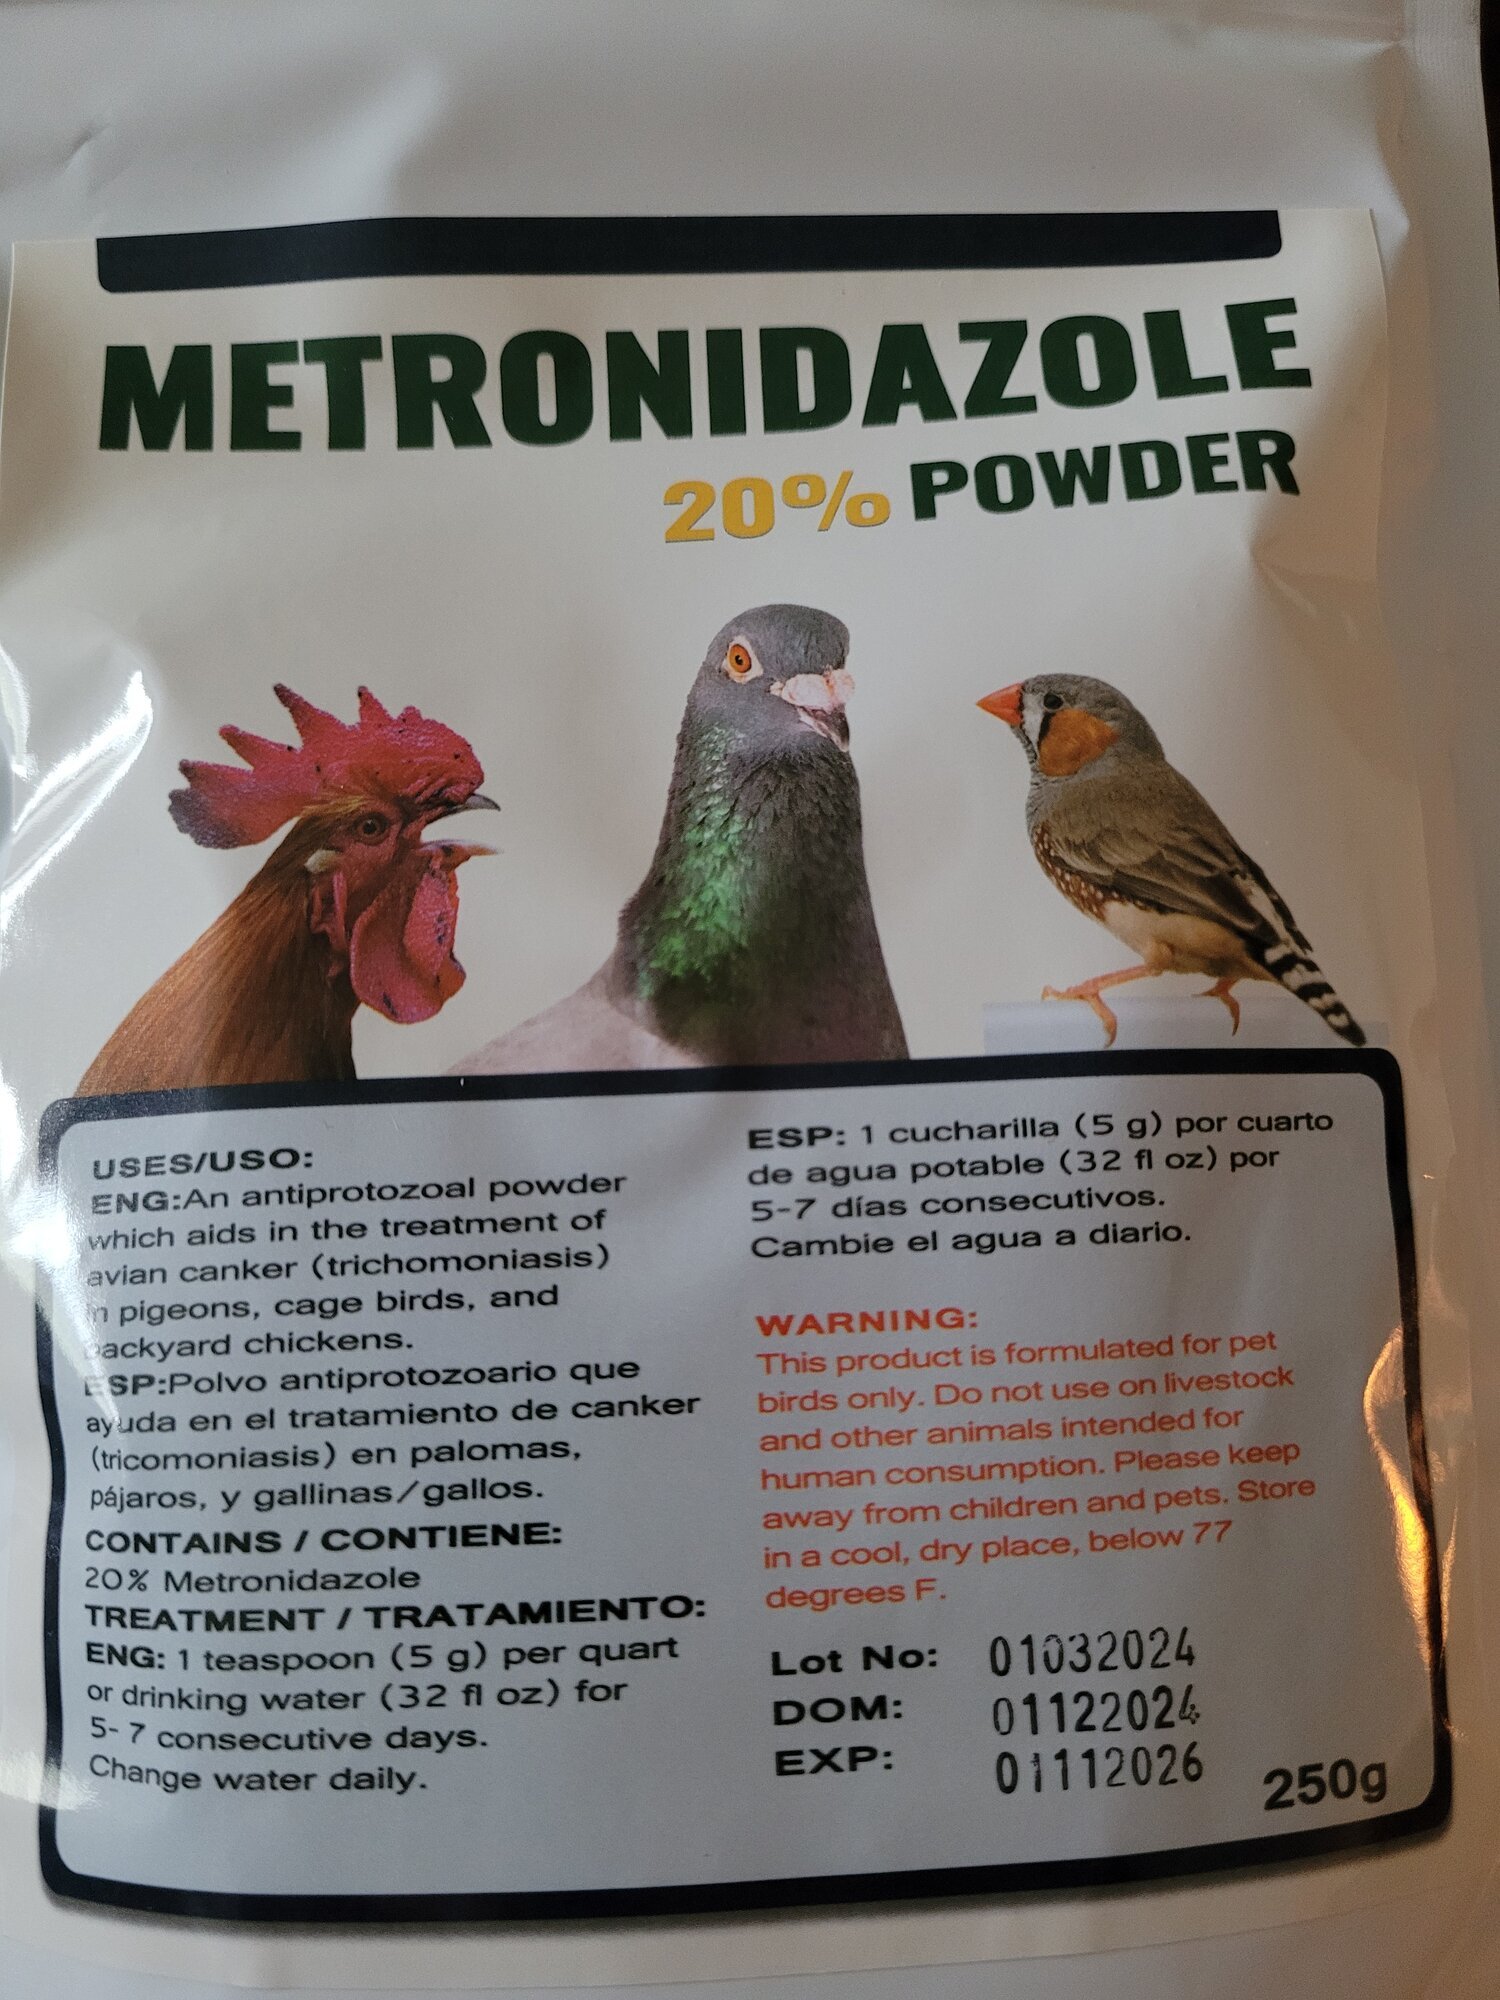 METRONIDAZOLE
20% POWDER
USES/USO:
ENG:An antiprotozoal powder
which aids in the treatment of
avian canker (trichomoniasis)
in pigeons, cage birds, and
backyard chickens.
ESP:Polvo antiprotozoario que
ayuda en el tratamiento de canker
(tricomoniasis) en palomas,
pájaros, y gallinas/gallos.
CONTAINS / CONTIENE:
20% Metronidazole
TREATMENT / TRATAMIENTO:
ENG: 1 teaspoon (5 g) per quart
or drinking water (32 fl oz) for
5- 7 consecutive days.
Change water daily.
ESP: 1 cucharilla (5 g) por cuarto
de agua potable (32 fl oz) por
5-7 días consecutivos.
Cambie el agua a diario.
WARNING:
This product is formulated for pet
birds only. Do not use on livestock
and other animals intended for
human consumption. Please keep
away from children and pets. Store
in a cool, dry place, below 77
degrees F.
Lot No: 01032024
DOM: 01122024
EXP: 01112026
250g